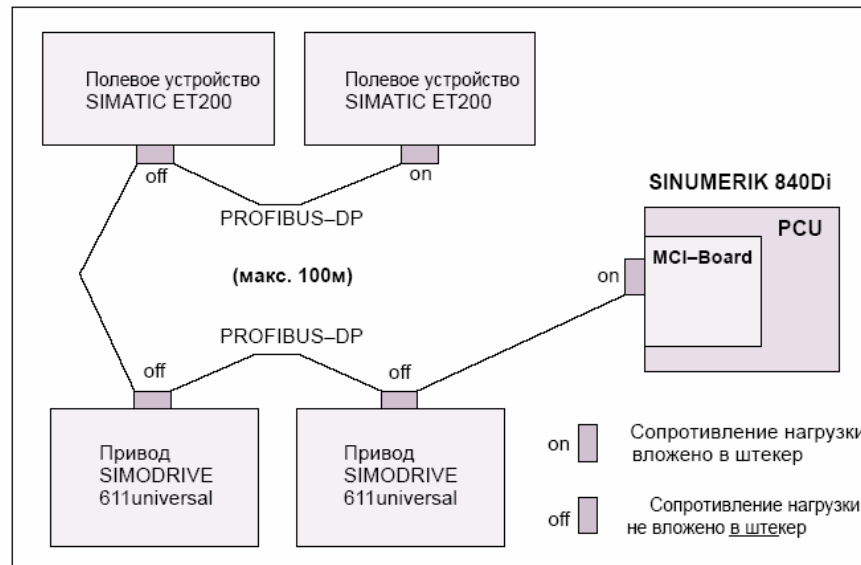 Полевое устройство
SIMATIC ET200
Полевое устройство
SIMATIC ET200
off
on
PROFIBUS–DP
SINUMERIK 840Di
PCU
MCI–Board
on
(макс. 100м)
PROFIBUS–DP
off
off
Привод
SIMODRIVE
611universal
Привод
SIMODRIVE
611universal
on
Сопротивление нагрузки
вложено в штекер
off
Сопротивление нагрузки
не вложено в штекер